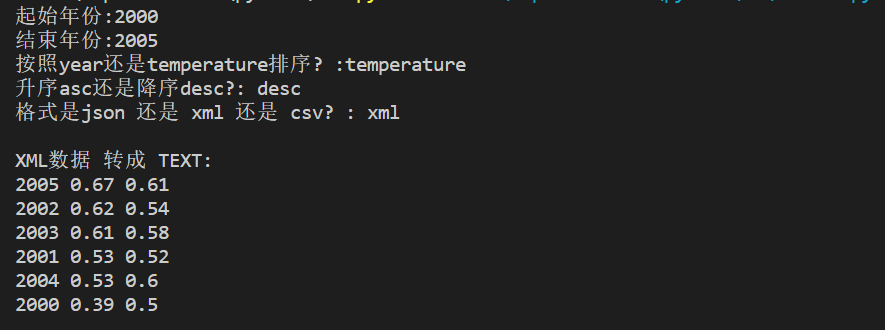 起始年份:2000
结束年份:2005
按照year还是temperature排序? :temperature
升序asc还是降序desc?: desc
格式是json 还是 xml 还是 csv? : xml
XML数据 转成 TEXT:
2005 0.67 0.61
2002 0.62 0.54
2003 0.61 0.58
2001 0.53 0.52
2004 0.53 0.6
2000 0.39 0.5